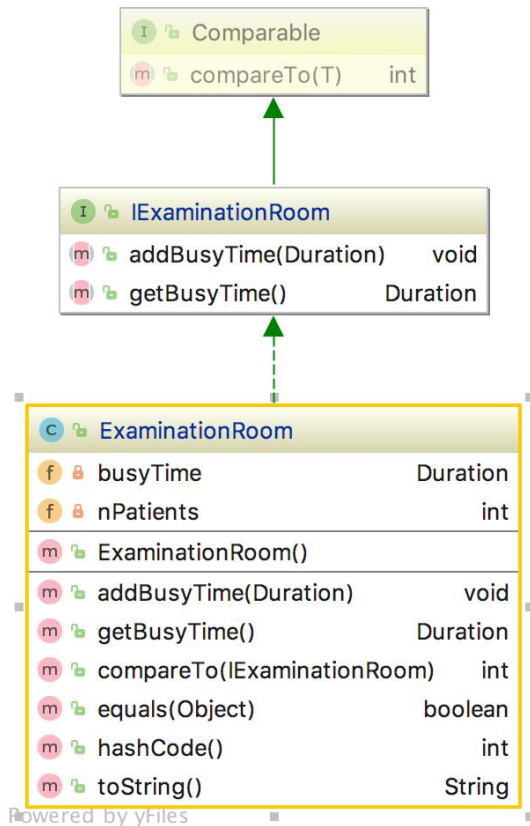 I Comparable
m compareTo(T) int
I IExaminationRoom
m addBusyTime(Duration) void
m getBusyTime() Duration
C ExaminationRoom
f busyTime Duration
f nPatients int
m ExaminationRoom()
m addBusyTime(Duration) void
m getBusyTime() Duration
m compareTo(IExaminationRoom) int
m equals(Object) boolean
m hashCode() int
m toString() String
Powered by yFiles